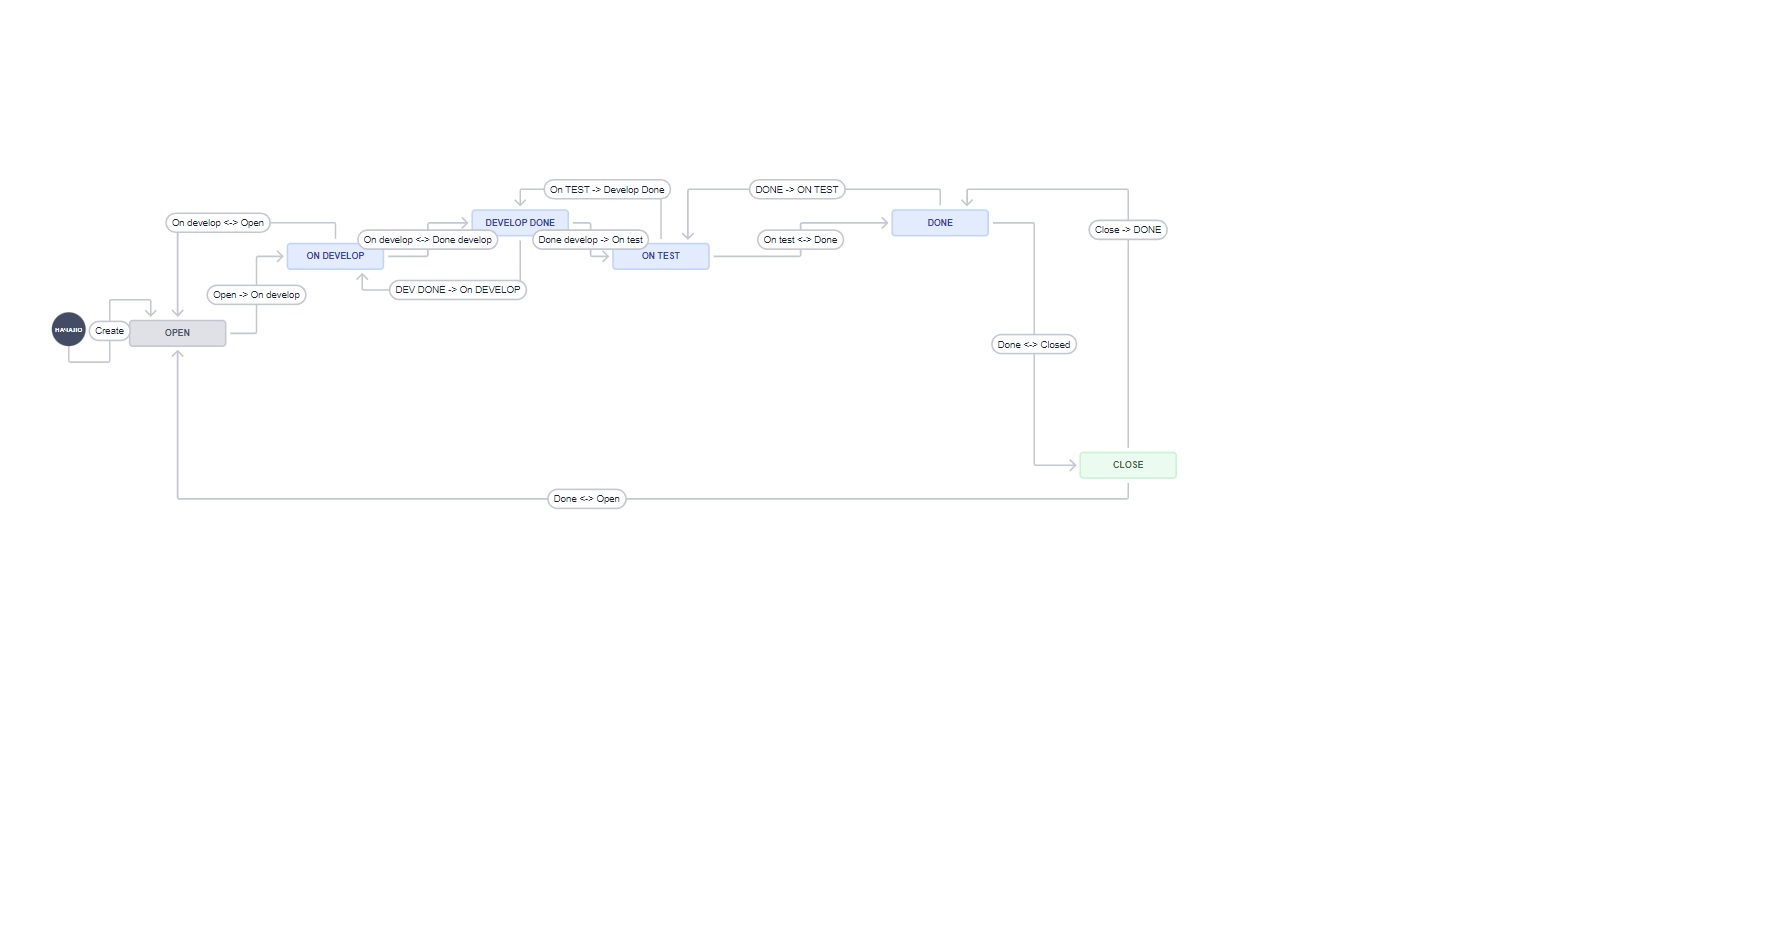 On TEST -> Develop Done
DONE -> ON TEST
On develop <-> Open
DEVELOP DONE
DONE
Close -> DONE
On develop <-> Done develop
Done develop -> On test
On test <-> Done
ON DEVELOP
ON TEST
DEV DONE -> On DEVELOP
Open -> On develop
Create
OPEN
Done <-> Closed
CLOSE
Done <-> Open